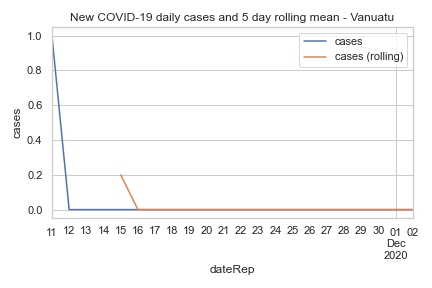 New COVID-19 daily cases and 5 day rolling mean - Vanuatu
cases
cases (rolling)
1.0
0.8
0.6
0.4
0.2
0.0
cases
11 12 13 14 15 16 17 18 19 20 21 22 23 24 25 26 27 28 29 30 01 02
Dec
2020
dateRep